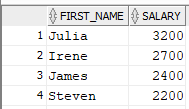 FIRST_NAME SALARY
1 Julia 3200
2 Irene 2700
3 James 2400
4 Steven 2200